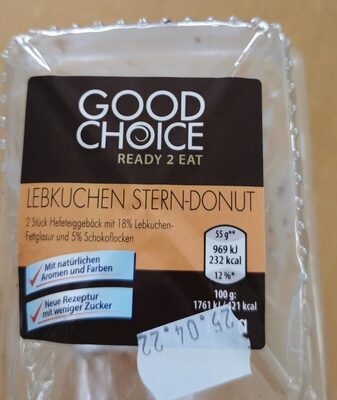 GOOD
CHOICE
READY 2 EAT
LEBKUCHEN STERN-DONUT
2 Stück Hefeteiggebäck mit 18% Lebkuchen-
Fettglasur und 5% Schokoflocken
55 g**
969 kJ
232 kcal
12 %*
Mit natürlichen
Aromen und Farben
100 g:
1761 kJ / 421 kcal
Neue Rezeptur
mit weniger Zucker
g
25.04.22